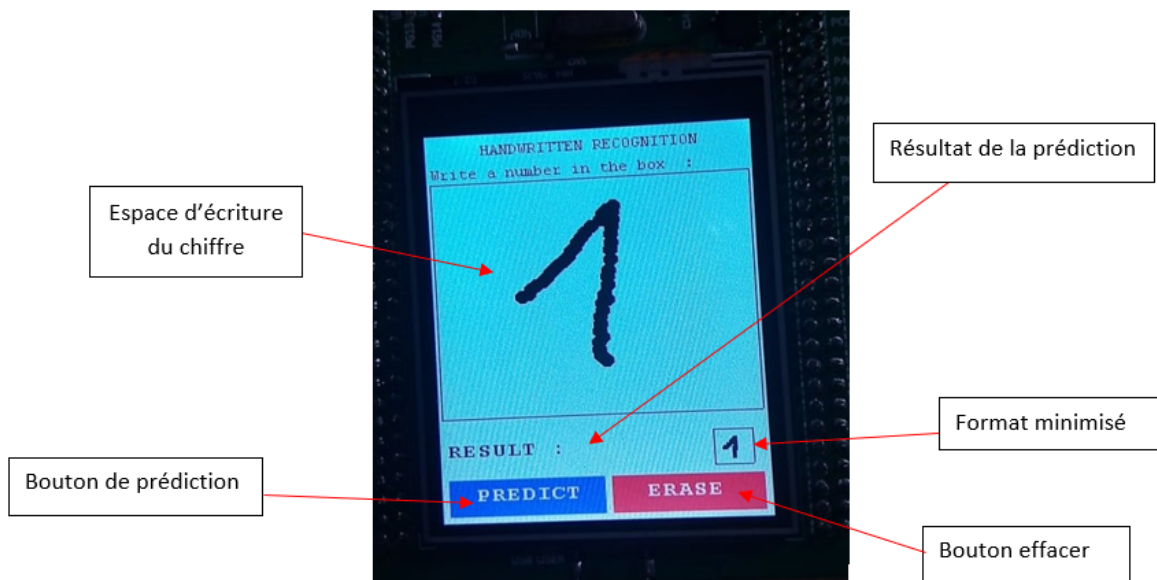 HANDWRITTEN RECOGNITION
Write a number in the box :
1
RESULT :
1
PREDICT
ERASE
Espace d'écriture
du chiffre
Bouton de prédiction
Résultat de la prédiction
Format minimisé
Bouton effacer